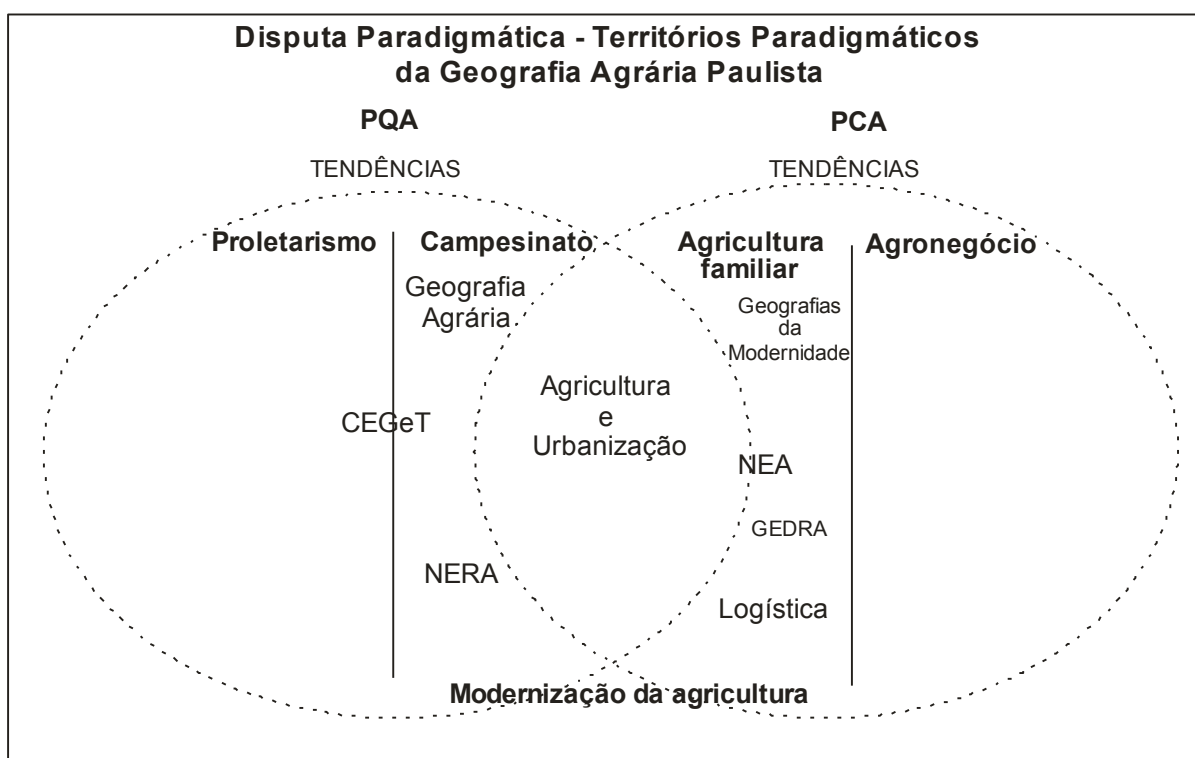 Disputa Paradigmática - Territórios Paradigmáticos
da Geografia Agrária Paulista
PQA
PCA
TENDÊNCIAS
TENDÊNCIAS
Proletarismo
Campesinato
Agricultura
familiar
Agronegócio
Geografia
Agrária
Geografias
da
Modernidade
Agricultura
e
Urbanização
CEGeT
NEA
GEDRA
NERA
Logística
Modernização da agricultura